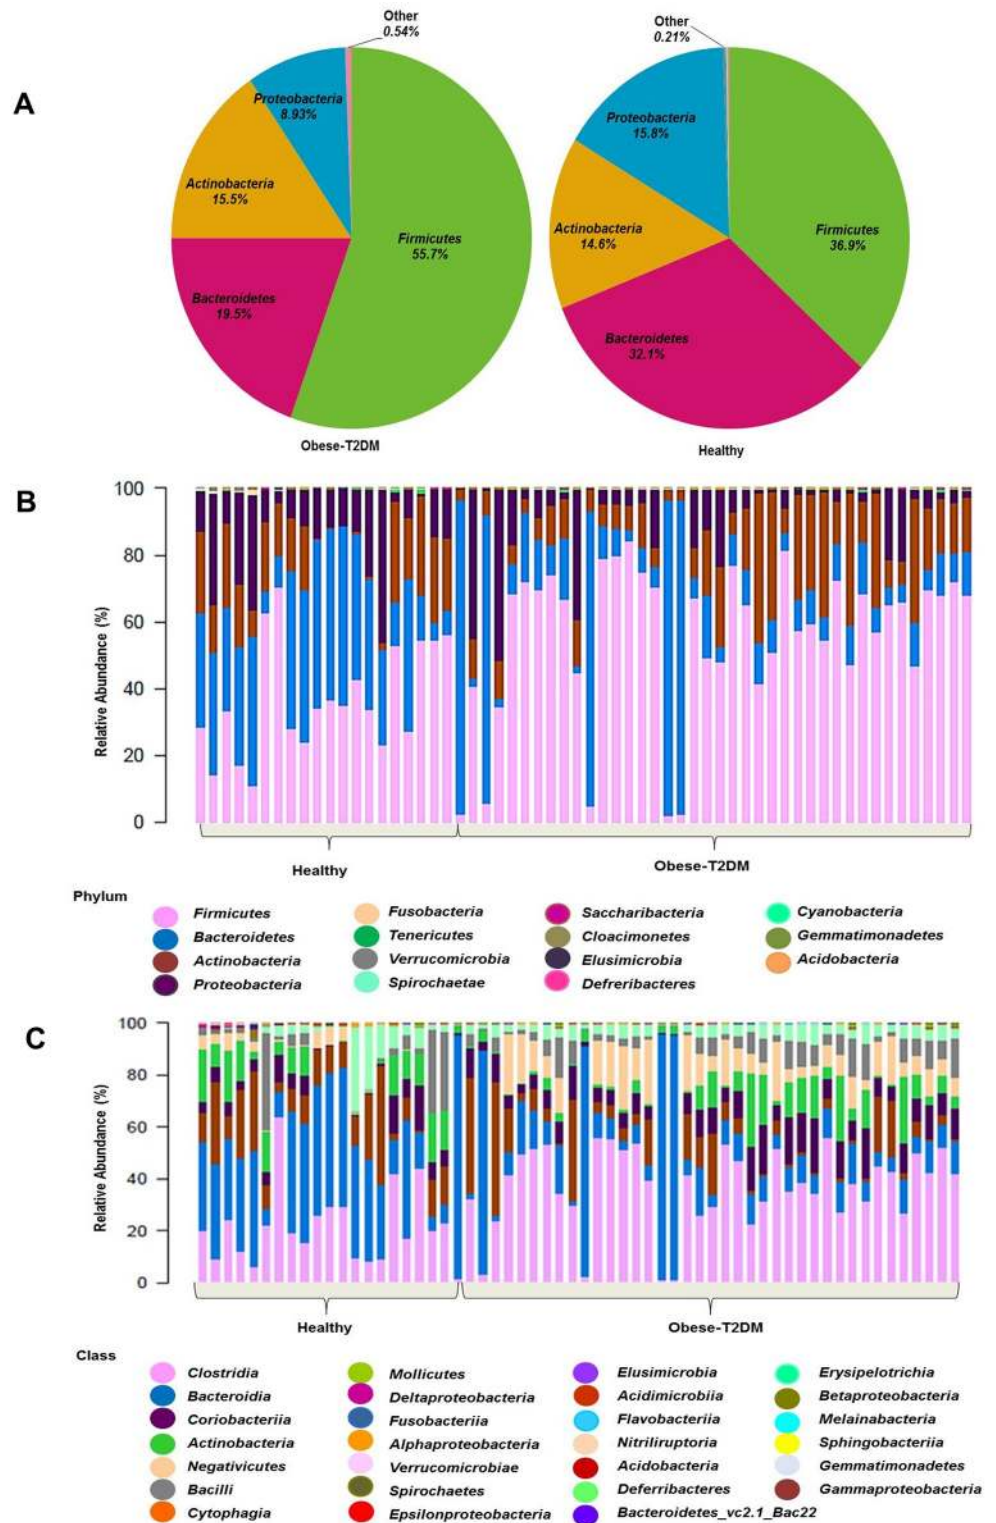 A
Other
0.54%
Proteobacteria
8.93%
Actinobacteria
15.5%
Firmicutes
55.7%
Bacteroidetes
19.5%
Obese-T2DM
Other
0.21%
Proteobacteria
15.8%
Actinobacteria
14.6%
Firmicutes
36.9%
Bacteroidetes
32.1%
Healthy
B
Relative Abundance (%)
100
80
60
40
20
0
Healthy
Obese-T2DM
Phylum
Firmicutes
Bacteroidetes
Actinobacteria
Proteobacteria
Fusobacteria
Tenericutes
Verrucomicrobia
Spirochaetae
Saccharibacteria
Cloacimonetes
Elusimicrobia
Defreribacteres
Cyanobacteria
Gemmatimonadetes
Acidobacteria
C
Relative Abundance (%)
100
80
60
40
20
0
Healthy
Obese-T2DM
Class
Clostridia
Bacteroidia
Coriobacteriia
Actinobacteria
Negativicutes
Bacilli
Cytophagia
Mollicutes
Deltaproteobacteria
Fusobacteriia
Alphaproteobacteria
Verrucomicrobiae
Spirochaetes
Epsilonproteobacteria
Elusimicrobia
Acidimicrobiia
Flavobacteriia
Nitriliruptoria
Acidobacteria
Deferribacteres
Bacteroidetes_vc2.1_Bac22
Erysipelotrichia
Betaproteobacteria
Melainabacteria
Sphingobacteriia
Gemmatimonadetes
Gammaproteobacteria